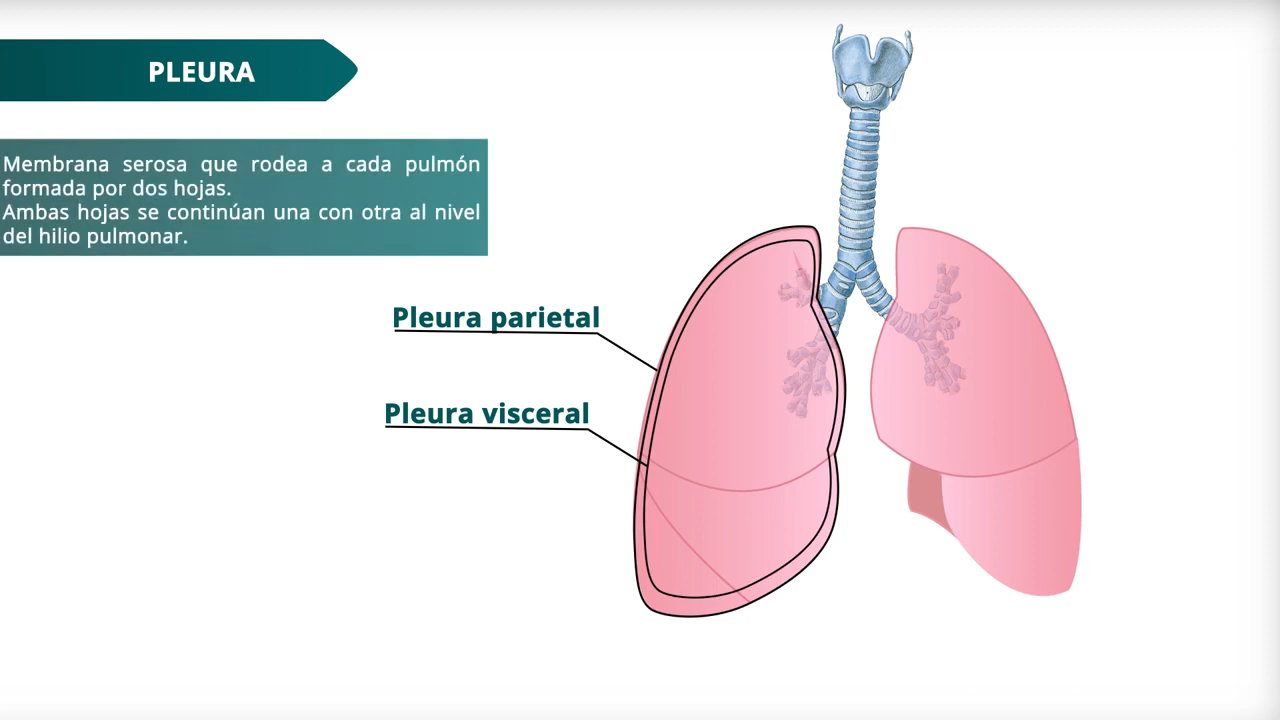 PLEURA
Membrana serosa que rodea a cada pulmón
formada por dos hojas.
Ambas hojas se continúan una con otra al nivel
del hilio pulmonar.
Pleura parietal
Pleura visceral